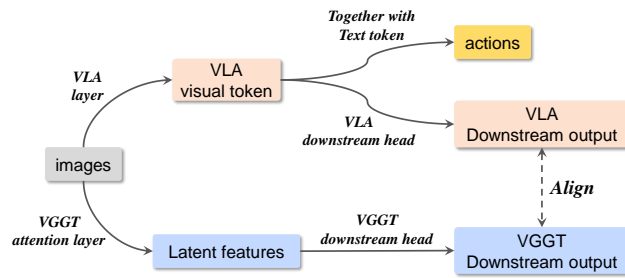 Together with
Text token
actions
VLA
visual token
VLA
layer
VLA
downstream head
VLA
Downstream output
images
Align
VGGT
attention layer
Latent features
VGGT
downstream head
VGGT
Downstream output